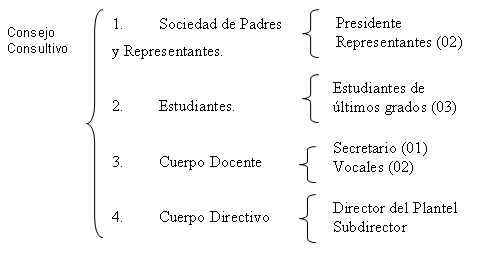 Consejo
Consultivo
1. Sociedad de Padres
y Representantes.
Presidente
Representantes (02)
2. Estudiantes.
Estudiantes de
últimos grados (03)
3. Cuerpo Docente
Secretario (01)
Vocales (02)
4. Cuerpo Directivo
Director del Plantel
Subdirector